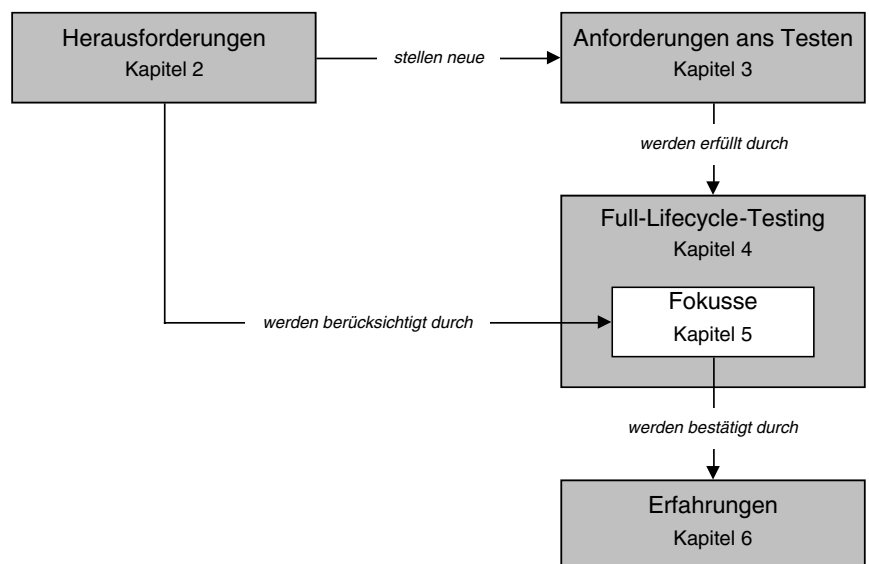 Herausforderungen
Kapitel 2
stellen neue
Anforderungen ans Testen
Kapitel 3
werden erfüllt durch
Full-Lifecycle-Testing
Kapitel 4
Fokusse
Kapitel 5
werden berücksichtigt durch
werden bestätigt durch
Erfahrungen
Kapitel 6